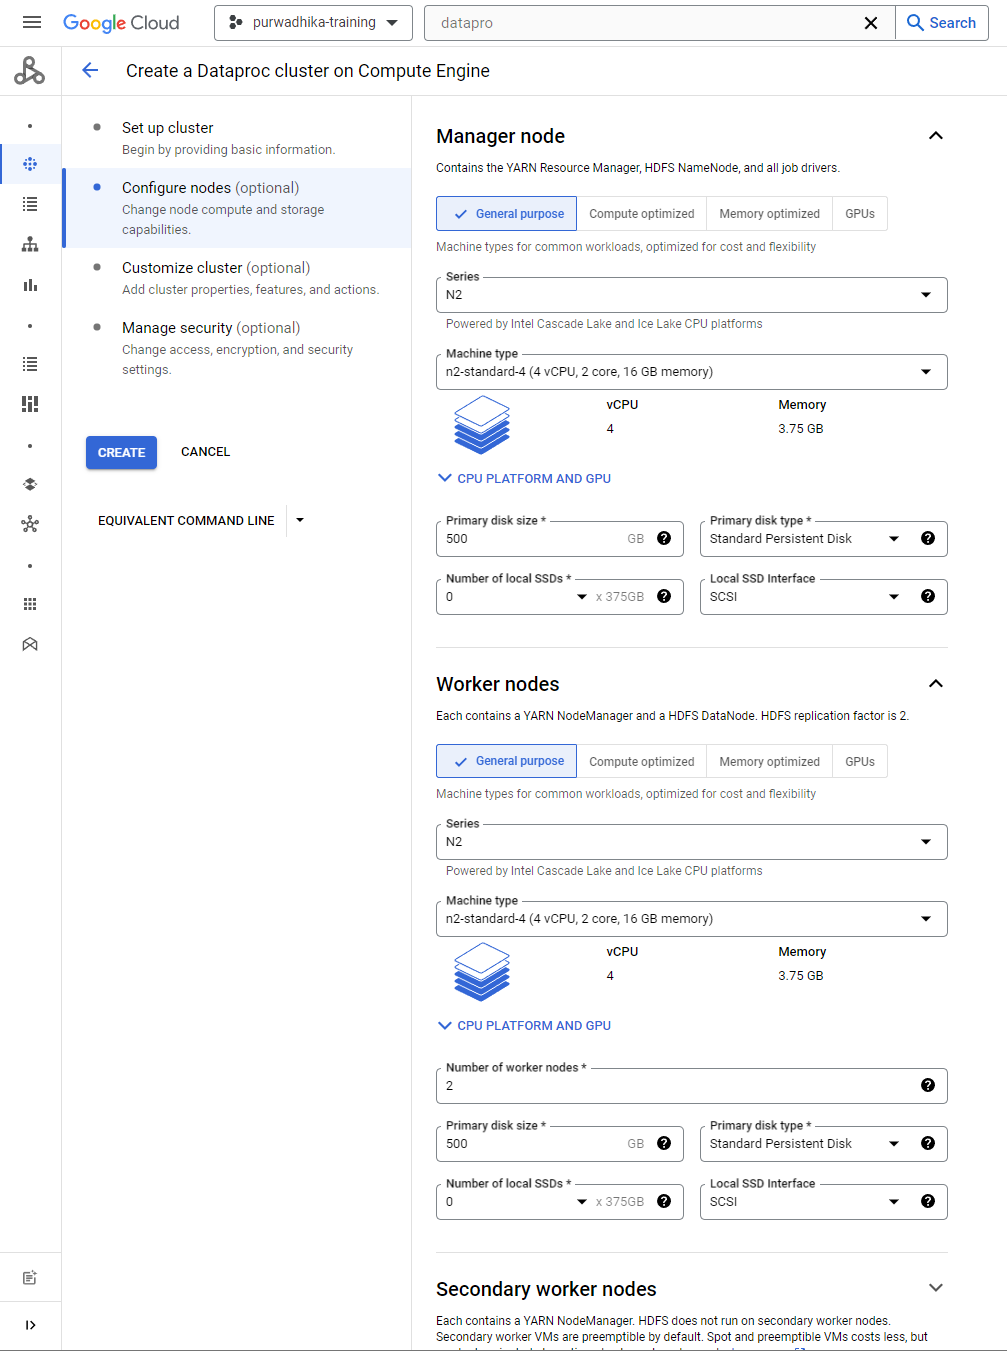 Google Cloud
purwadhika-training
datapro
Search
Create a Dataproc cluster on Compute Engine
Set up cluster
Begin by providing basic information.
Configure nodes (optional)
Change node compute and storage
capabilities.
Customize cluster (optional)
Add cluster properties, features, and actions.
Manage security (optional)
Change access, encryption, and security
settings.
CREATE
CANCEL
EQUIVALENT COMMAND LINE
Manager node
Contains the YARN Resource Manager, HDFS NameNode, and all job drivers.
General purpose
Compute optimized
Memory optimized
GPUs
Machine types for common workloads, optimized for cost and flexibility
Series
N2
Powered by Intel Cascade Lake and Ice Lake CPU platforms
Machine type
n2-standard-4 (4 vCPU, 2 core, 16 GB memory)
vCPU
Memory
4
3.75 GB
CPU PLATFORM AND GPU
Primary disk size *
500 GB
Primary disk type *
Standard Persistent Disk
Number of local SSDs *
0 x 375GB
Local SSD Interface
SCSI
Worker nodes
Each contains a YARN NodeManager and a HDFS DataNode. HDFS replication factor is 2.
General purpose
Compute optimized
Memory optimized
GPUs
Machine types for common workloads, optimized for cost and flexibility
Series
N2
Powered by Intel Cascade Lake and Ice Lake CPU platforms
Machine type
n2-standard-4 (4 vCPU, 2 core, 16 GB memory)
vCPU
Memory
4
3.75 GB
CPU PLATFORM AND GPU
Number of worker nodes *
2
Primary disk size *
500 GB
Primary disk type *
Standard Persistent Disk
Number of local SSDs *
0 x 375GB
Local SSD Interface
SCSI
Secondary worker nodes
Each contains a YARN NodeManager. HDFS does not run on secondary worker nodes.
Secondary worker VMs are preemptible by default. Spot and preemptible VMs costs less, but